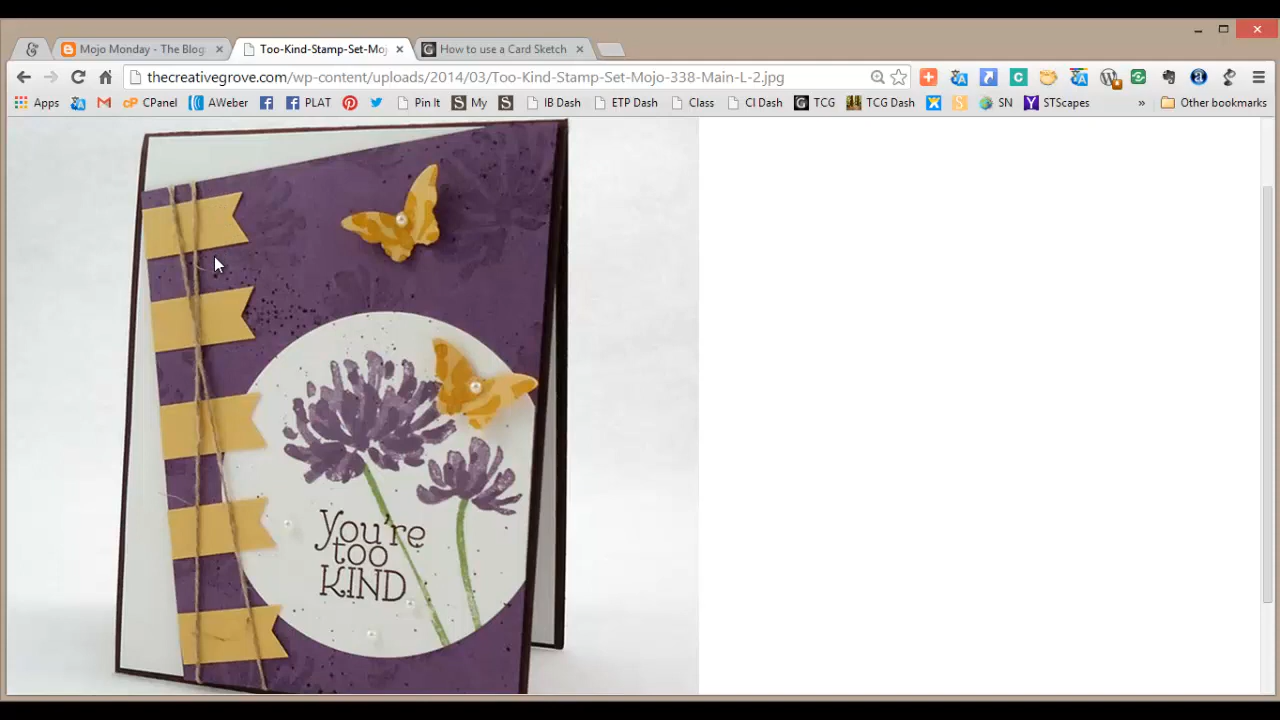 Mojo Monday - The Blog
Too-Kind-Stamp-Set-Moj
How to use a Card Sketch
thecreativegrove.com/wp-content/uploads/2014/03/Too-Kind-Stamp-Set-Mojo-338-Main-L-2.jpg
Apps CPanel AWeber PLAT Pin It My IB Dash ETP Dash Class CI Dash TCG TCG Dash SN STScapes » Other bookmarks
You're
too
KIND